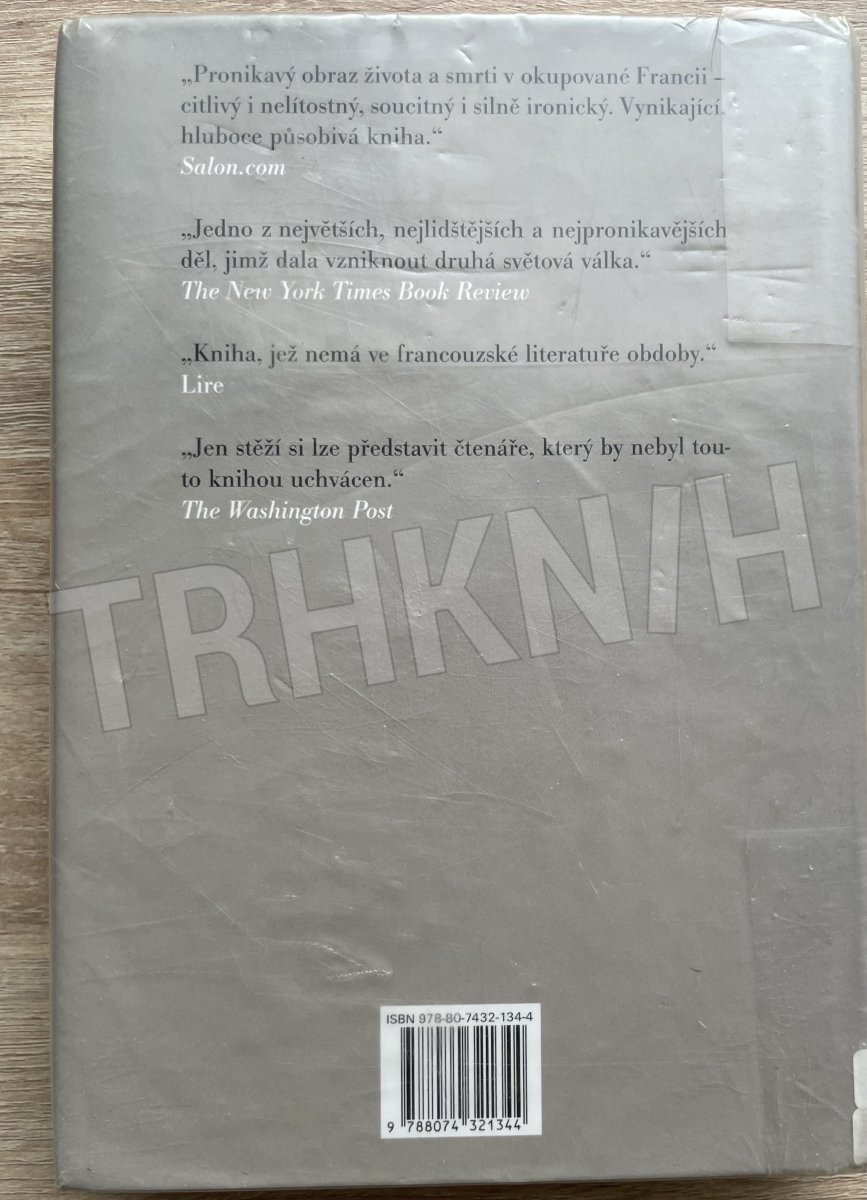 „Pronikavý obraz života a smrti v okupované Francii –
citlivý i nelítostný, soucitný i silně ironický. Vynikající,
hluboce působivá kniha.“
Salon.com
„Jedno z největších, nejlidštějších a nejpronikavějších
děl, jimž dala vzniknout druhá světová válka.“
The New York Times Book Review
„Kniha, jež nemá ve francouzské literatuře obdoby.“
Lire
„Jen stěží si lze představit čtenáře, který by nebyl tou-
to knihou uchvácen.“
The Washington Post
TRHKNIH
ISBN 978-80-7432-134-4
9 788074 321344